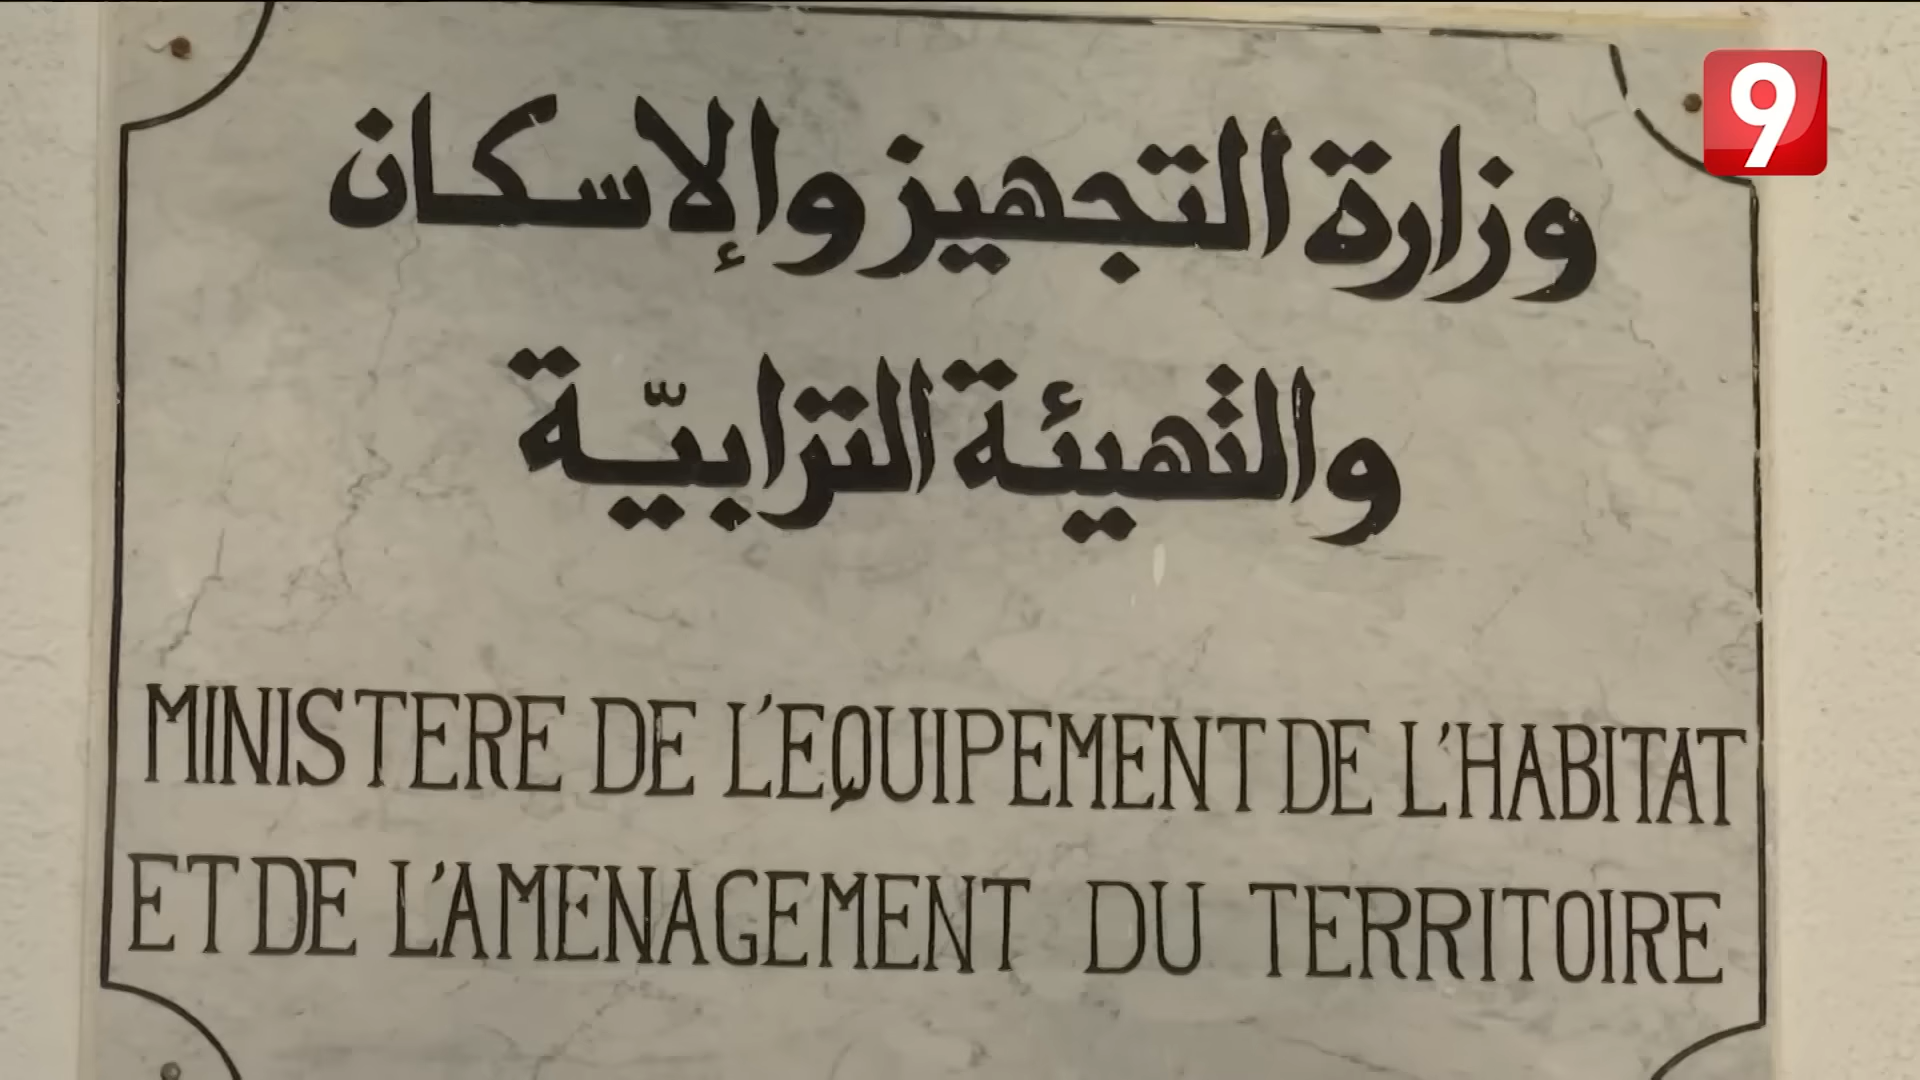 9
وزارة التجهيز والإسكان
والتهيئة الترابيّة
MINISTERE DE L'EQUIPEMENT DE L'HABITAT
ET DE L'AMENAGEMENT DU TERRITOIRE